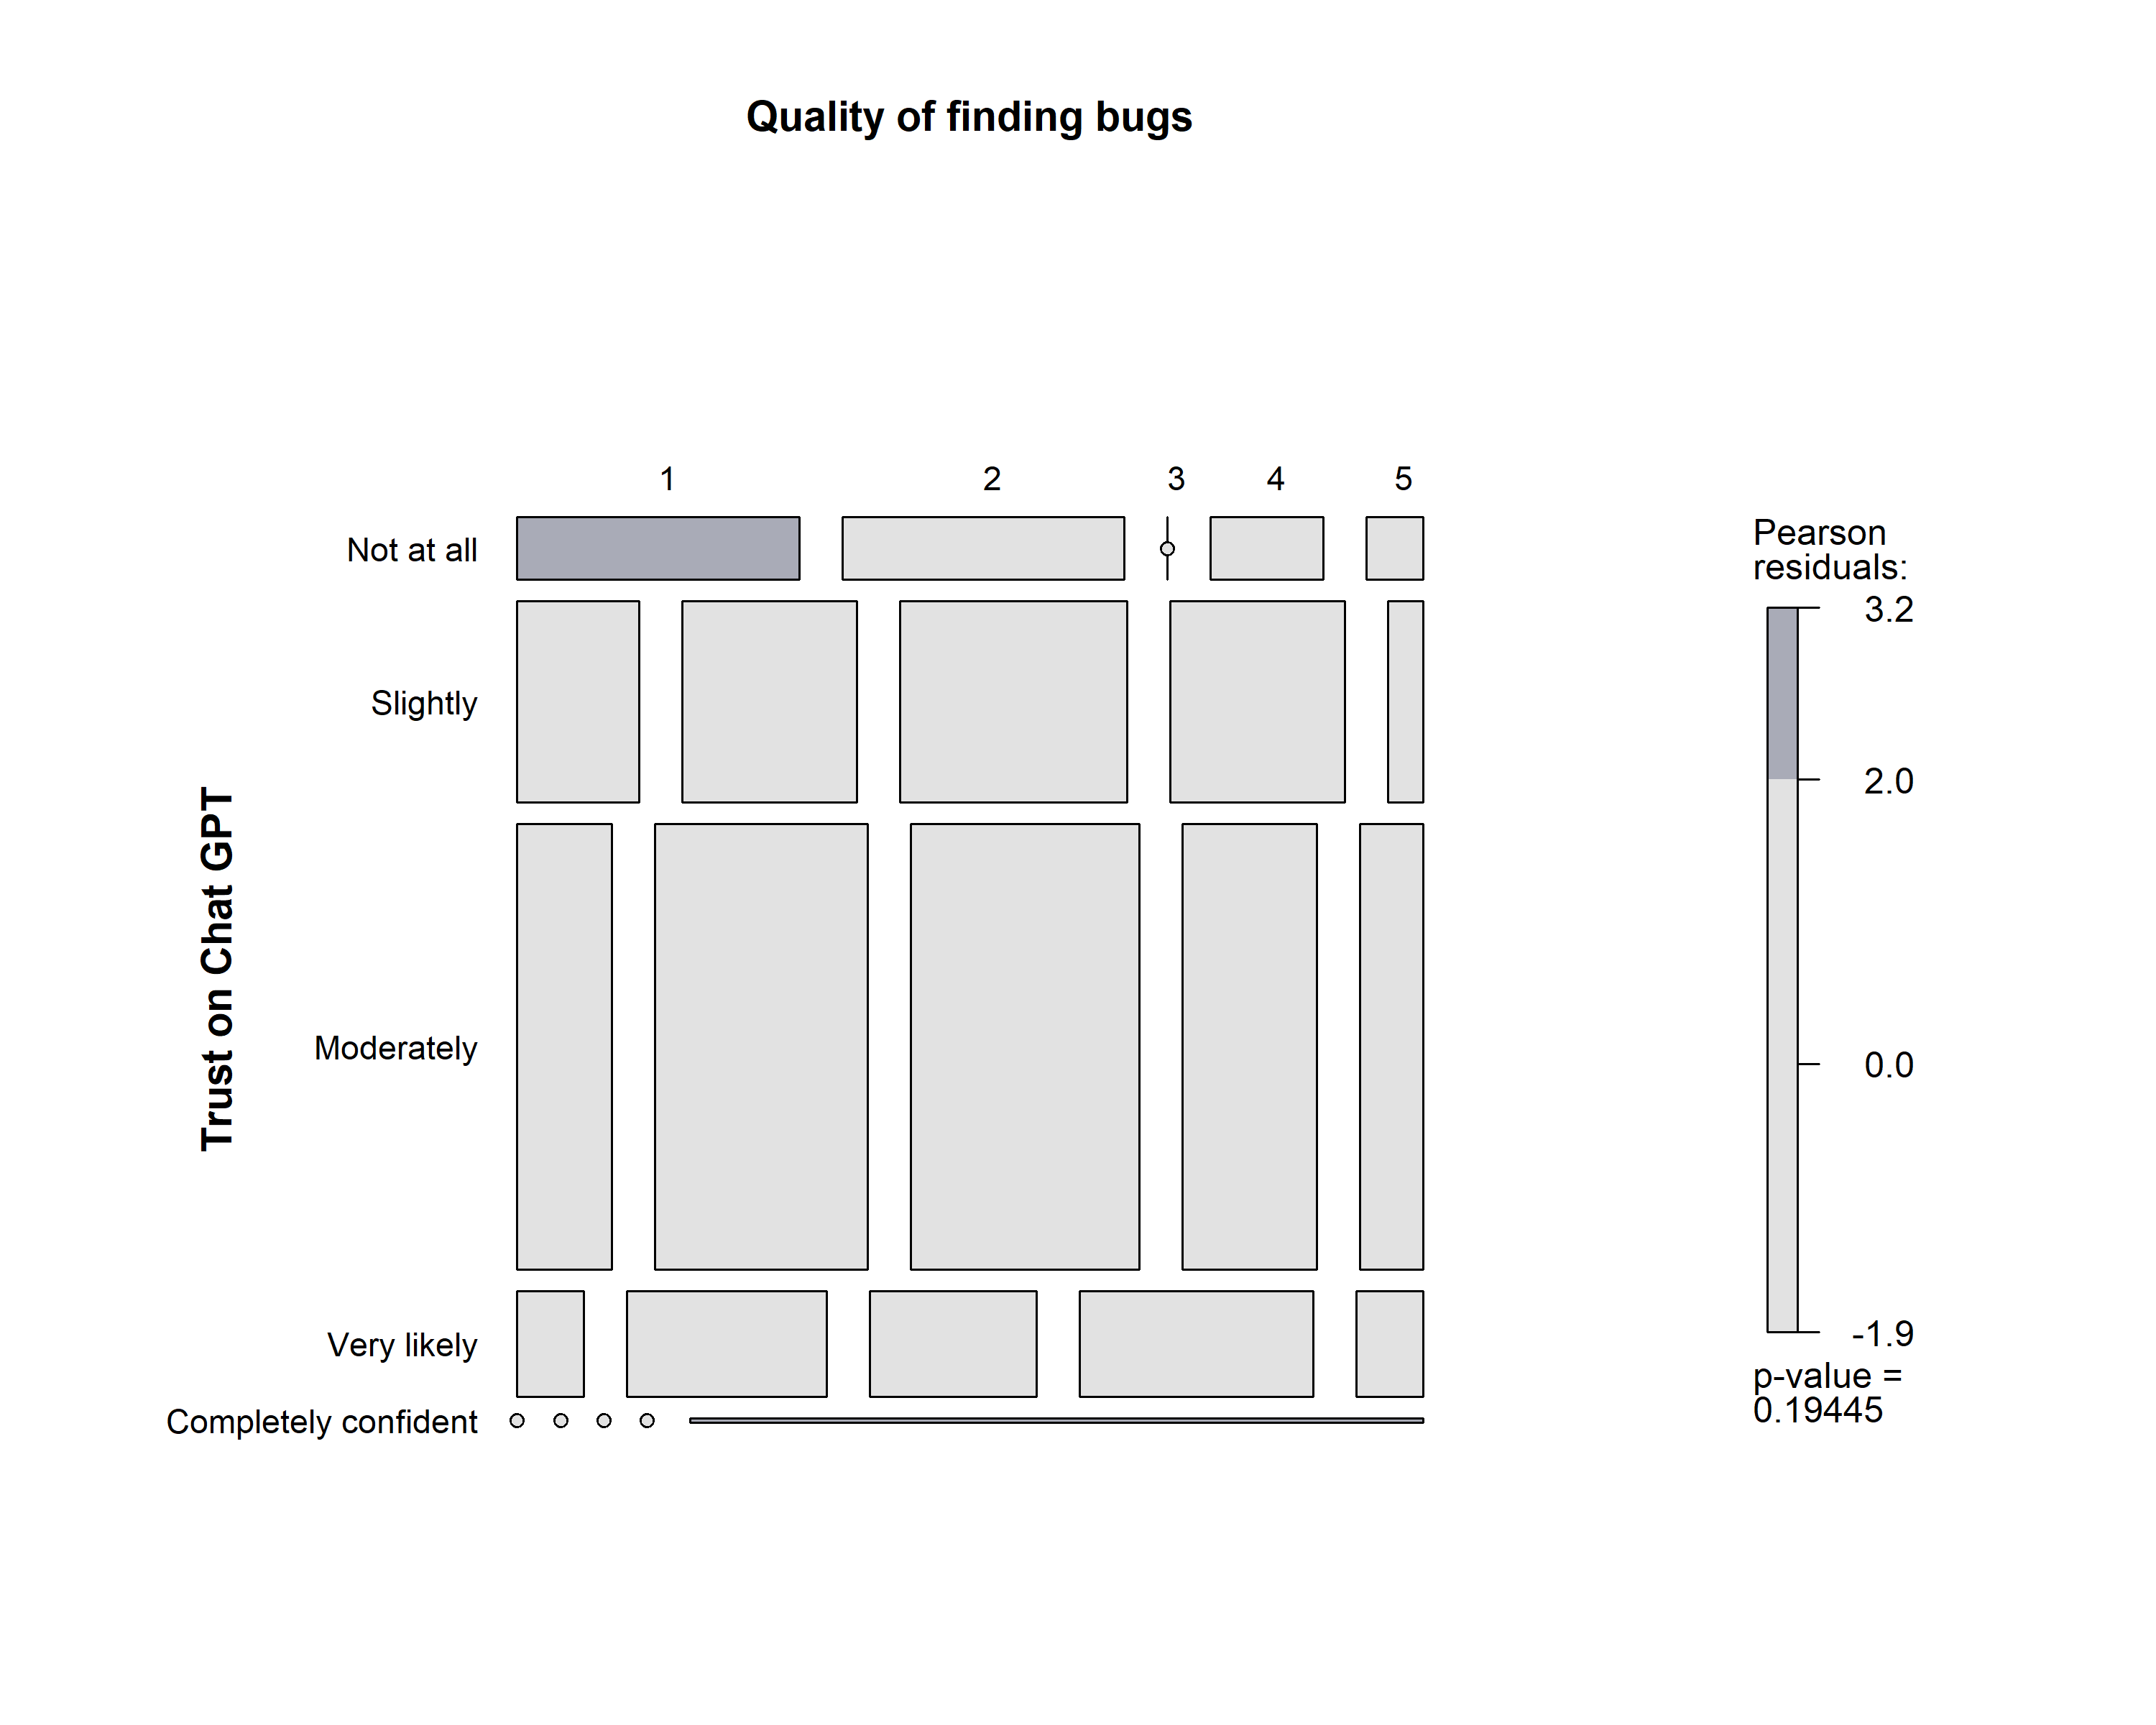 Quality of finding bugs
1 2 3 4 5
Not at all
Slightly
Moderately
Very likely
Completely confident
Trust on Chat GPT
Pearson
residuals:
3.2
2.0
0.0
-1.9
p-value =
0.19445